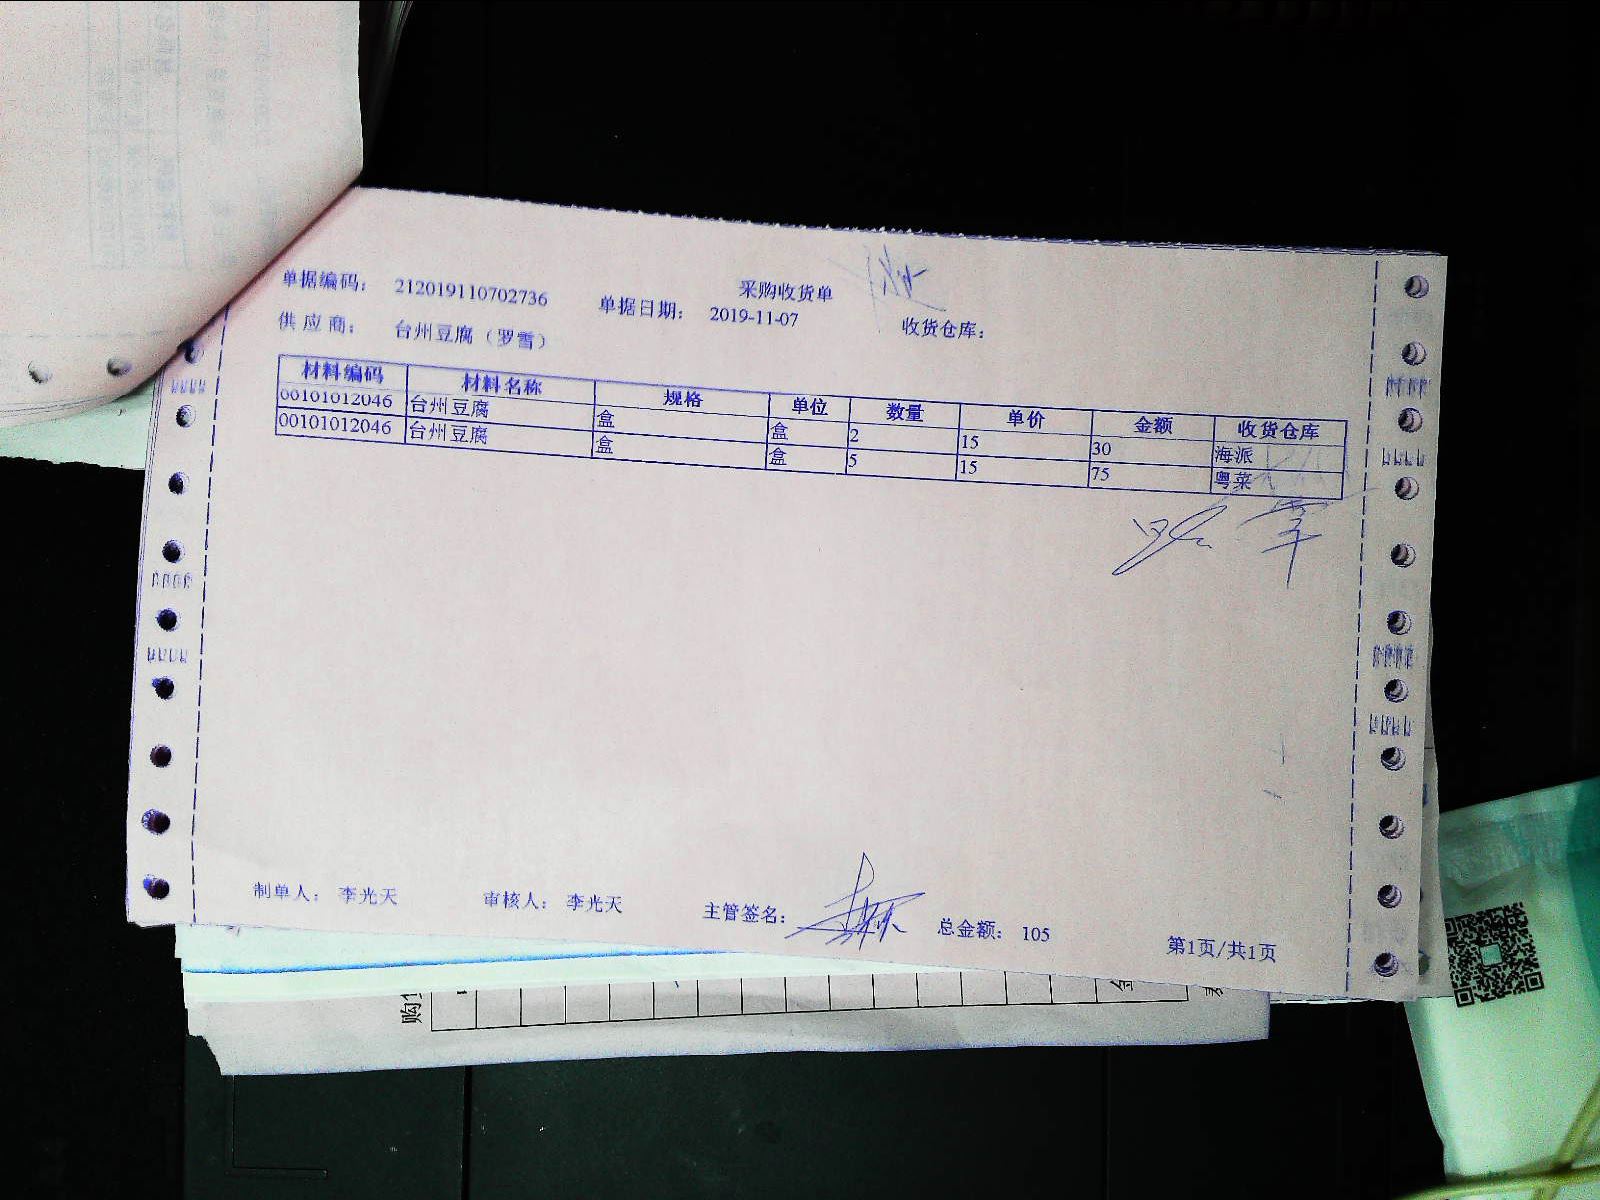 采购收货单
单据编码: 212019110702736 单据日期: 2019-11-07 收货仓库:
供应商: 台州豆腐（罗雪）
材料编码 材料名称 规格 单位 数量 单价 金额 收货仓库
00101012046 台州豆腐 盒 盒 2 15 30 海派
00101012046 台州豆腐 盒 盒 5 15 75 粤菜
制单人: 李光天 审核人: 李光天 主管签名: 总金额: 105
第1页/共1页
购